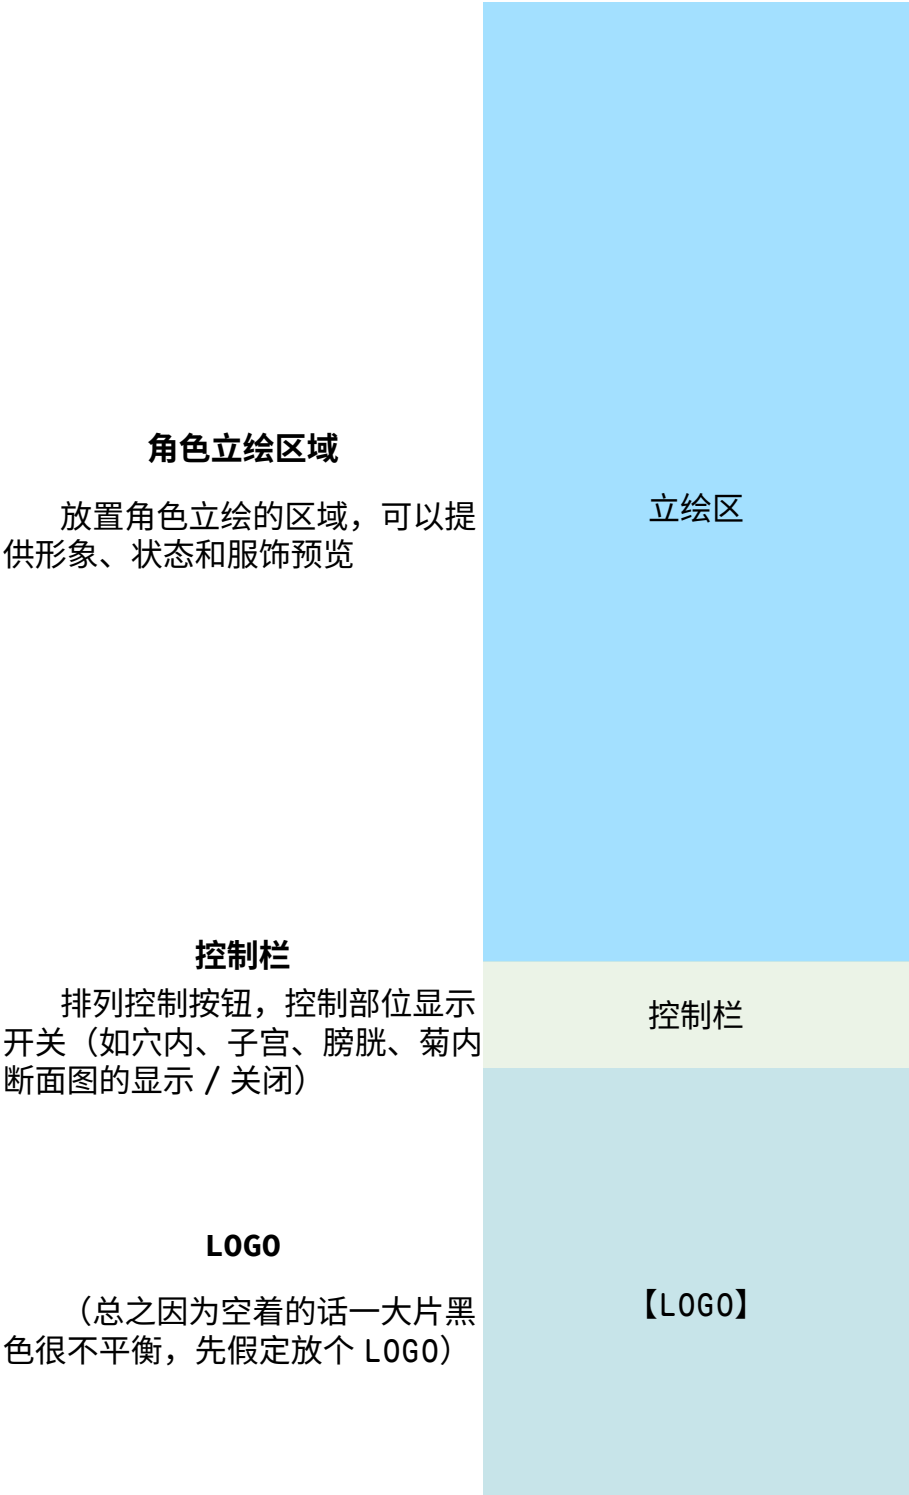 角色立绘区域
放置角色立绘的区域，可以提
供形象、状态和服饰预览
立绘区
控制栏
排列控制按钮，控制部位显示
开关（如穴内、子宫、膀胱、菊内
断面图的显示 / 关闭）
控制栏
LOGO
（总之因为空着的话一大片黑
色很不平衡，先假定放个 LOGO）
【LOGO】